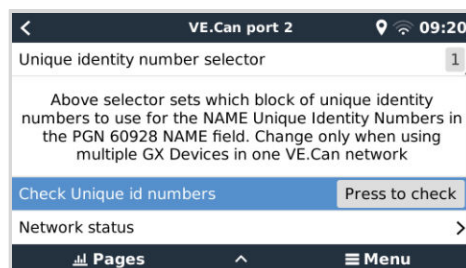 VE.Can port 2 09:20
Unique identity number selector 1
Above selector sets which block of unique identity
numbers to use for the NAME Unique Identity Numbers in
the PGN 60928 NAME field. Change only when using
multiple GX Devices in one VE.Can network
Check Unique id numbers Press to check
Network status
Pages Menu